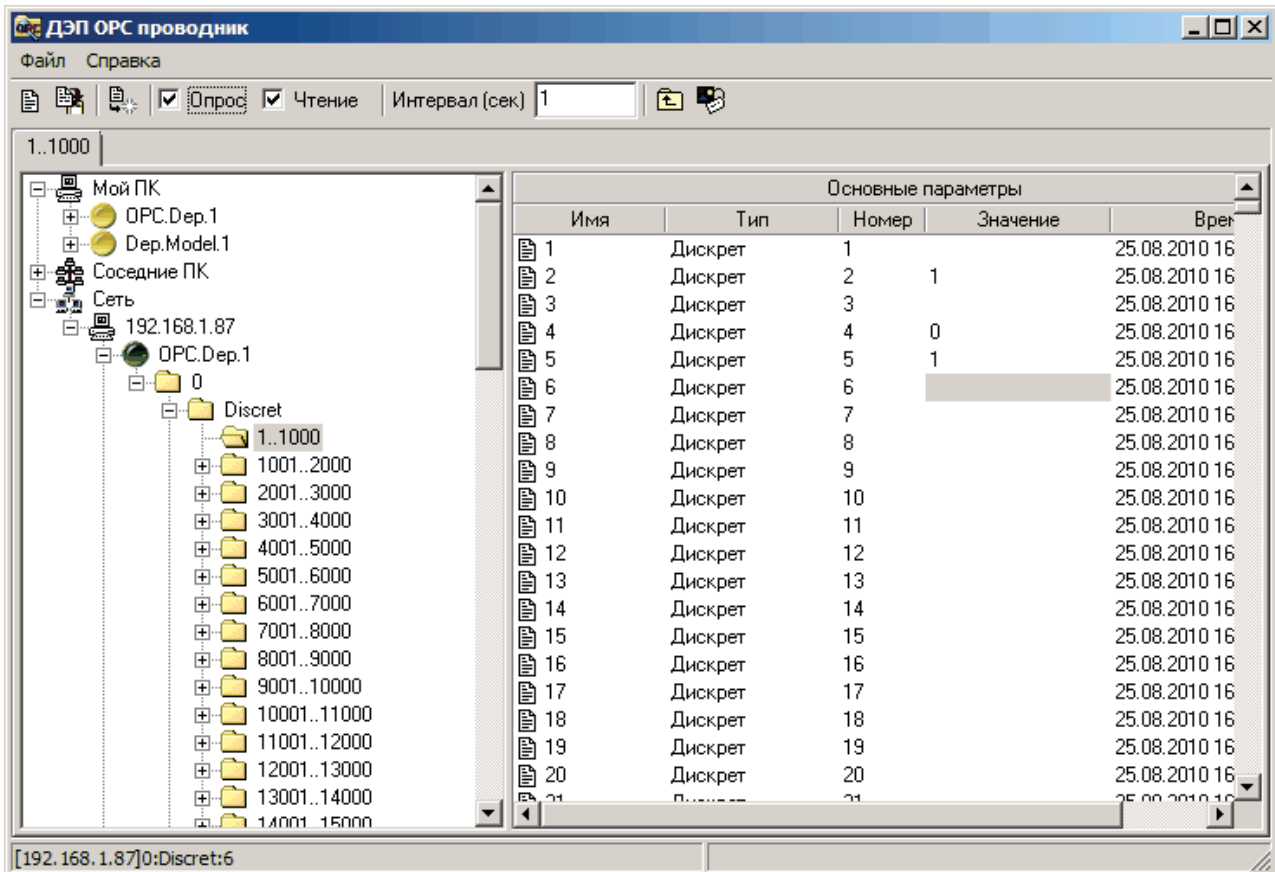 ДЭП OPC проводник
Файл Справка
Опрос Чтение Интервал (сек) 1
1..1000
Мой ПК
OPC.Dep.1
Dep.Model.1
Соседние ПК
Сеть
192.168.1.87
OPC.Dep.1
0
Discret
1..1000
1001..2000
2001..3000
3001..4000
4001..5000
5001..6000
6001..7000
7001..8000
8001..9000
9001..10000
10001..11000
11001..12000
12001..13000
13001..14000
14001..15000
Основные параметры
Имя Тип Номер Значение Врем
1 Дискрет 1 25.08.2010 16
2 Дискрет 2 1 25.08.2010 16
3 Дискрет 3 25.08.2010 16
4 Дискрет 4 0 25.08.2010 16
5 Дискрет 5 1 25.08.2010 16
6 Дискрет 6 25.08.2010 16
7 Дискрет 7 25.08.2010 16
8 Дискрет 8 25.08.2010 16
9 Дискрет 9 25.08.2010 16
10 Дискрет 10 25.08.2010 16
11 Дискрет 11 25.08.2010 16
12 Дискрет 12 25.08.2010 16
13 Дискрет 13 25.08.2010 16
14 Дискрет 14 25.08.2010 16
15 Дискрет 15 25.08.2010 16
16 Дискрет 16 25.08.2010 16
17 Дискрет 17 25.08.2010 16
18 Дискрет 18 25.08.2010 16
19 Дискрет 19 25.08.2010 16
20 Дискрет 20 25.08.2010 16
[192.168.1.87]0:Discret:6